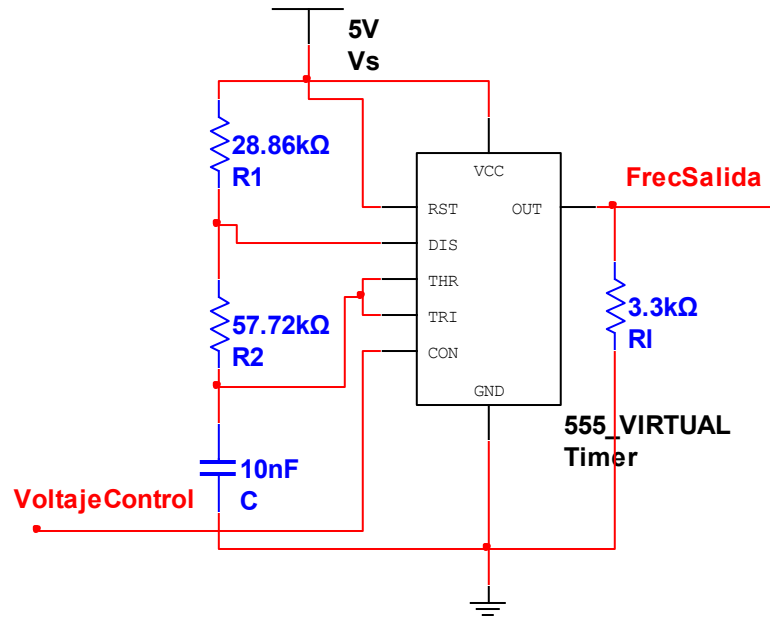 5V
Vs
28.86kΩ
R1
VCC
FrecSalida
RST
OUT
DIS
THR
57.72kΩ
R2
TRI
3.3kΩ
Rl
CON
GND
555_VIRTUAL
Timer
10nF
C
VoltajeControl